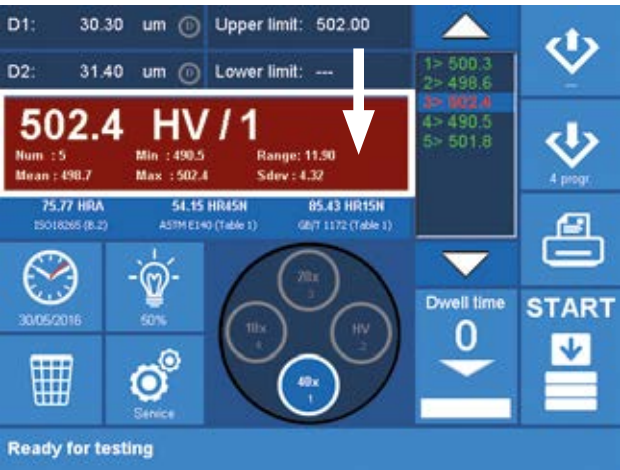 D1: 30.30 um D Upper limit: 502.00
D2: 31.40 um D Lower limit: ---
502.4 HV / 1
Num : 5 Min : 490.5 Range: 11.90
Mean : 498.7 Max : 502.4 Sdev : 4.32
75.77 HRA 54.15 HR45N 85.43 HR15N
ISO18265 (B.2) ASTM E140 (Table 1) GB/T 1172 (Table 1)
1> 500.3
2> 498.6
3> 502.4
4> 490.5
5> 501.8
---
4 progr.
30/05/2016
50%
Service
20x
3
10x
4
HV
2
40x
1
Dwell time
0
START
Ready for testing